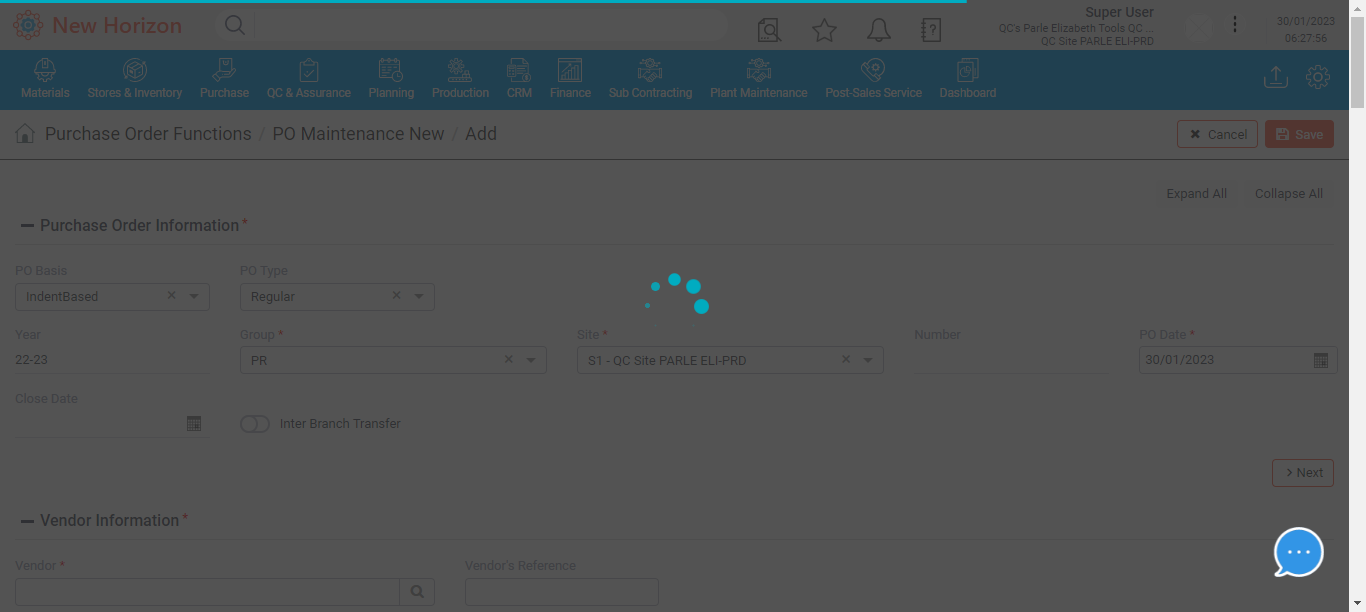 New Horizon
Super User
QC's Parle Elizabeth Tools QC ...
QC Site PARLE ELI-PRD
30/01/2023
06:27:56
Materials Stores & Inventory Purchase QC & Assurance Planning Production CRM Finance Sub Contracting Plant Maintenance Post-Sales Service Dashboard
Purchase Order Functions / PO Maintenance New / Add
Cancel Save
Expand All Collapse All
Purchase Order Information *
PO Basis PO Type
IndentBased Regular
Year Group * Site * Number PO Date *
22-23 PR S1 - QC Site PARLE ELI-PRD 30/01/2023
Close Date
Inter Branch Transfer
Next
Vendor Information *
Vendor * Vendor's Reference